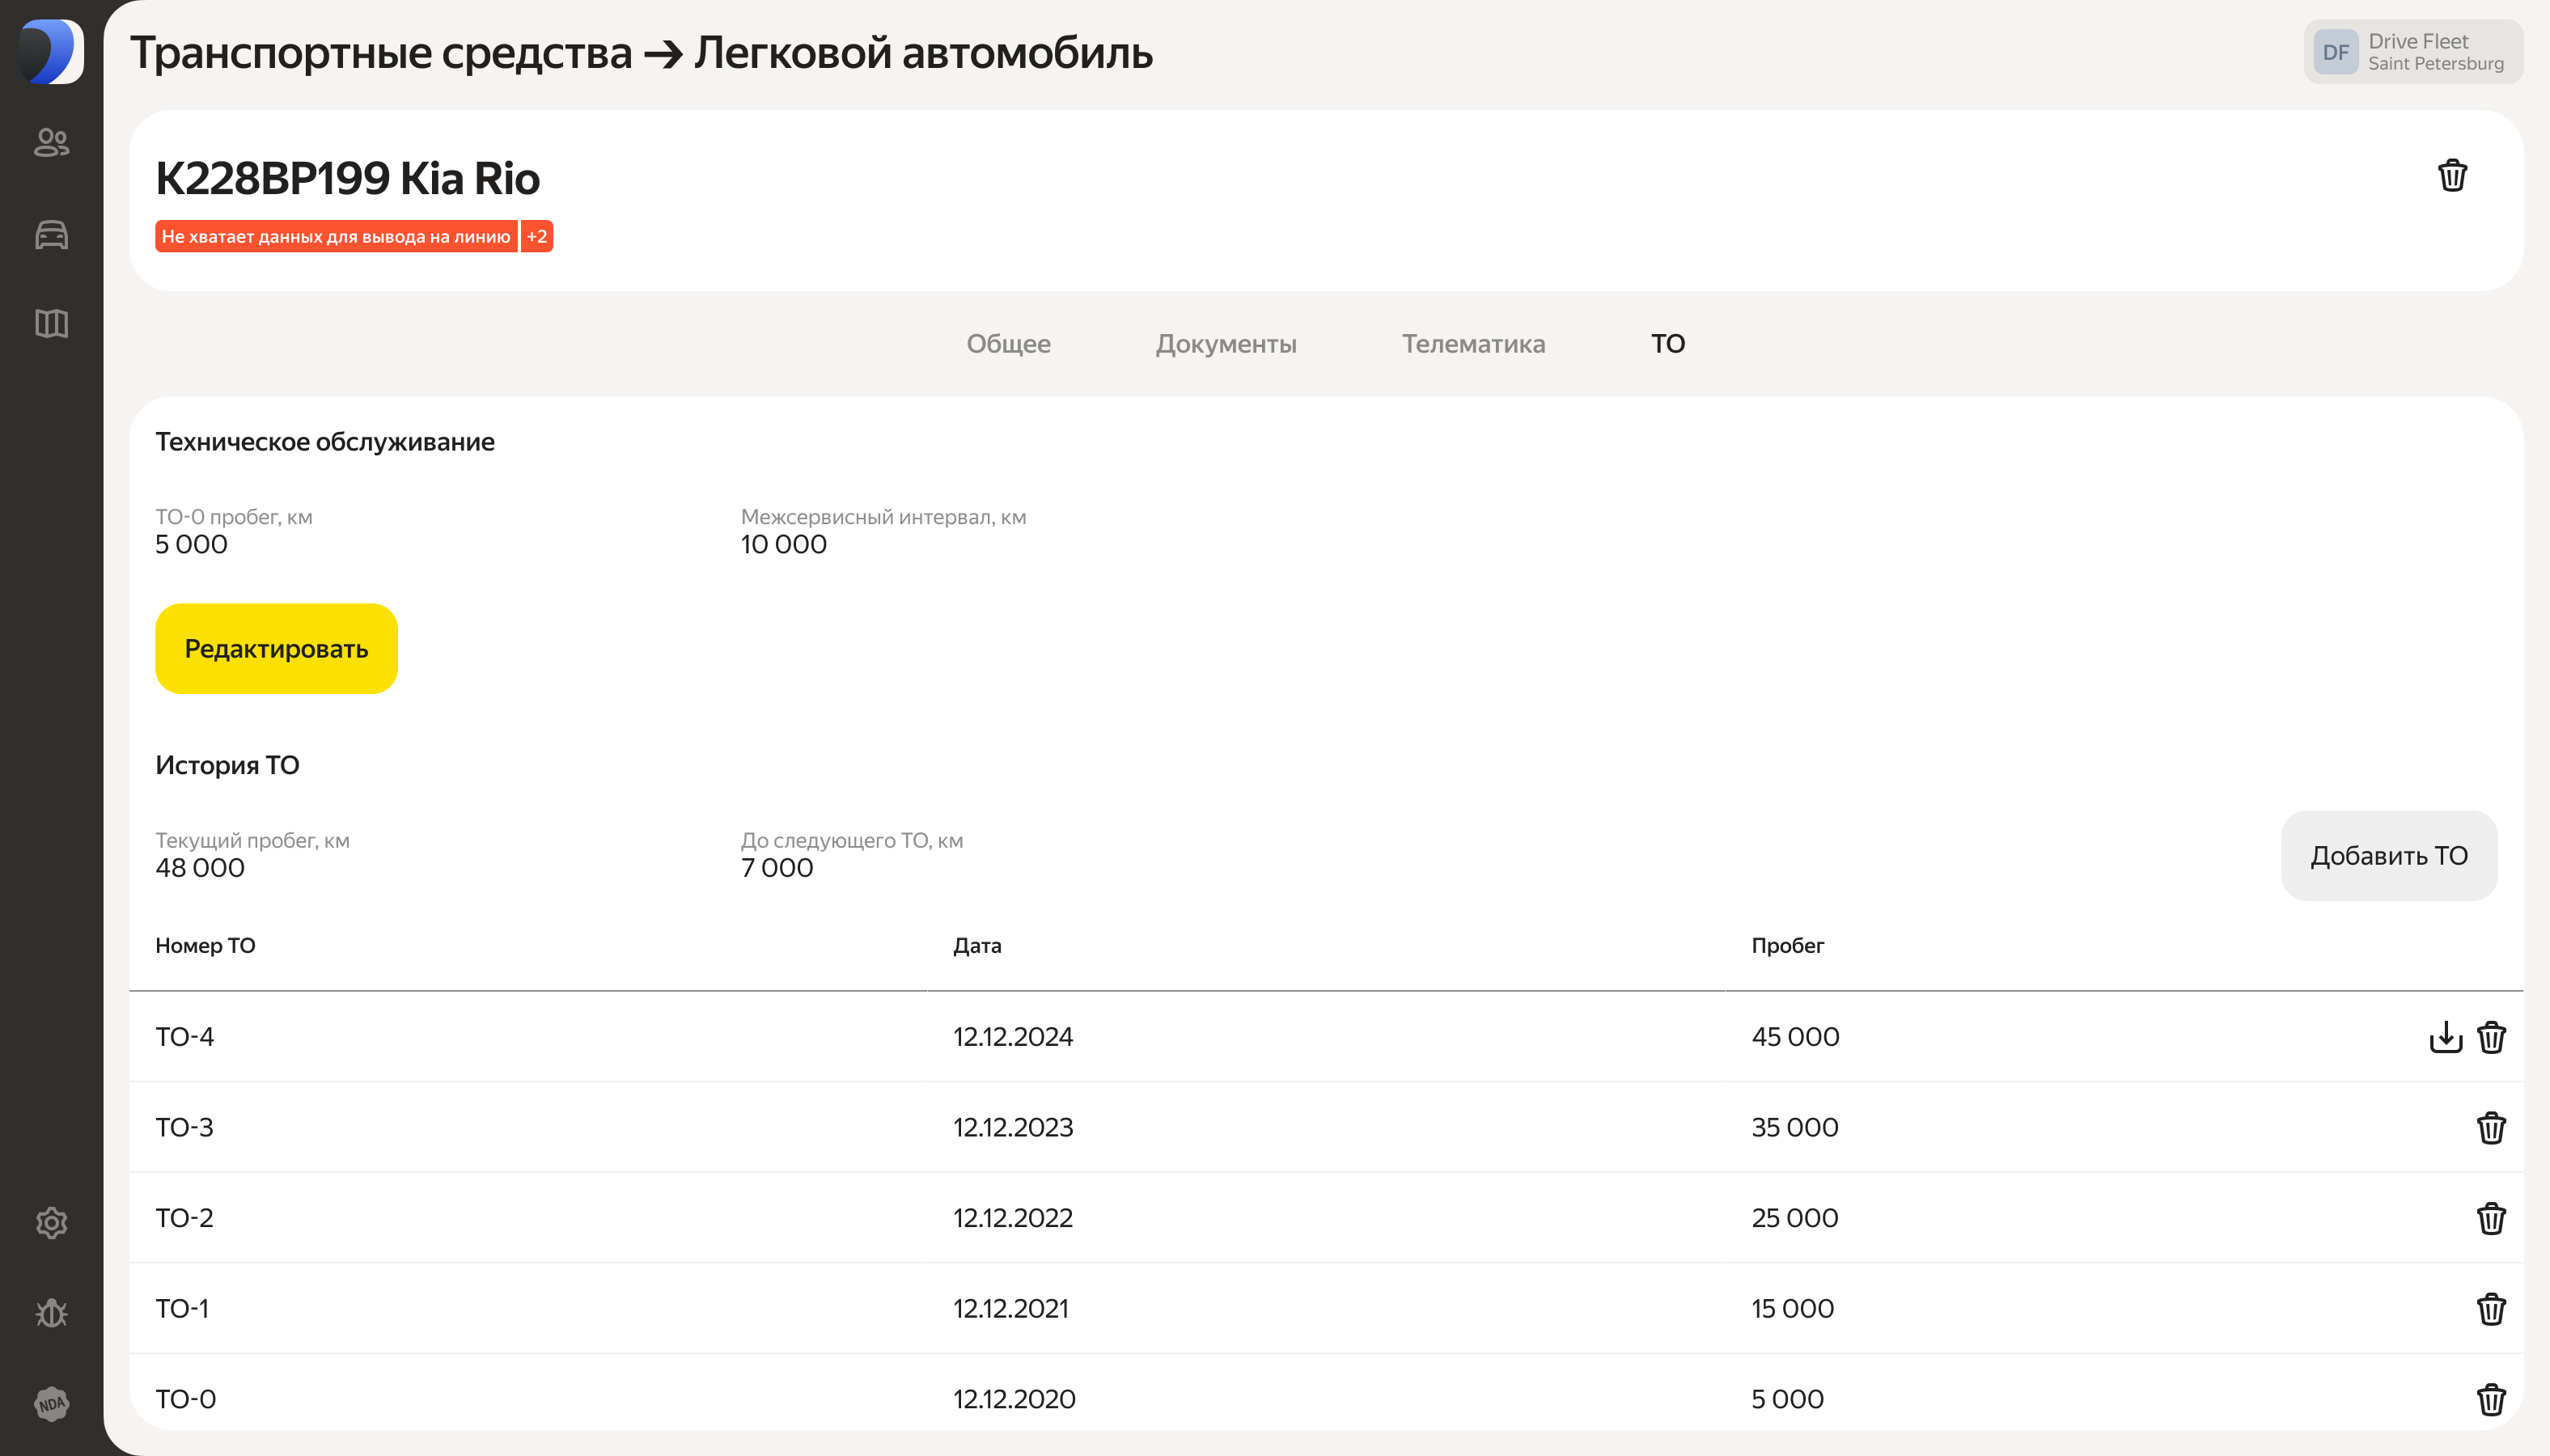 Транспортные средства → Легковой автомобиль
DF
Drive Fleet
Saint Petersburg
К228ВР199 Kia Rio
Не хватает данных для вывода на линию +2
Общее Документы Телематика ТО
Техническое обслуживание
ТО-0 пробег, км Межсервисный интервал, км
5 000 10 000
Редактировать
История ТО
Текущий пробег, км До следующего ТО, км
48 000 7 000
Добавить ТО
Номер ТО Дата Пробег
ТО-4 12.12.2024 45 000
ТО-3 12.12.2023 35 000
ТО-2 12.12.2022 25 000
ТО-1 12.12.2021 15 000
ТО-0 12.12.2020 5 000
NDA